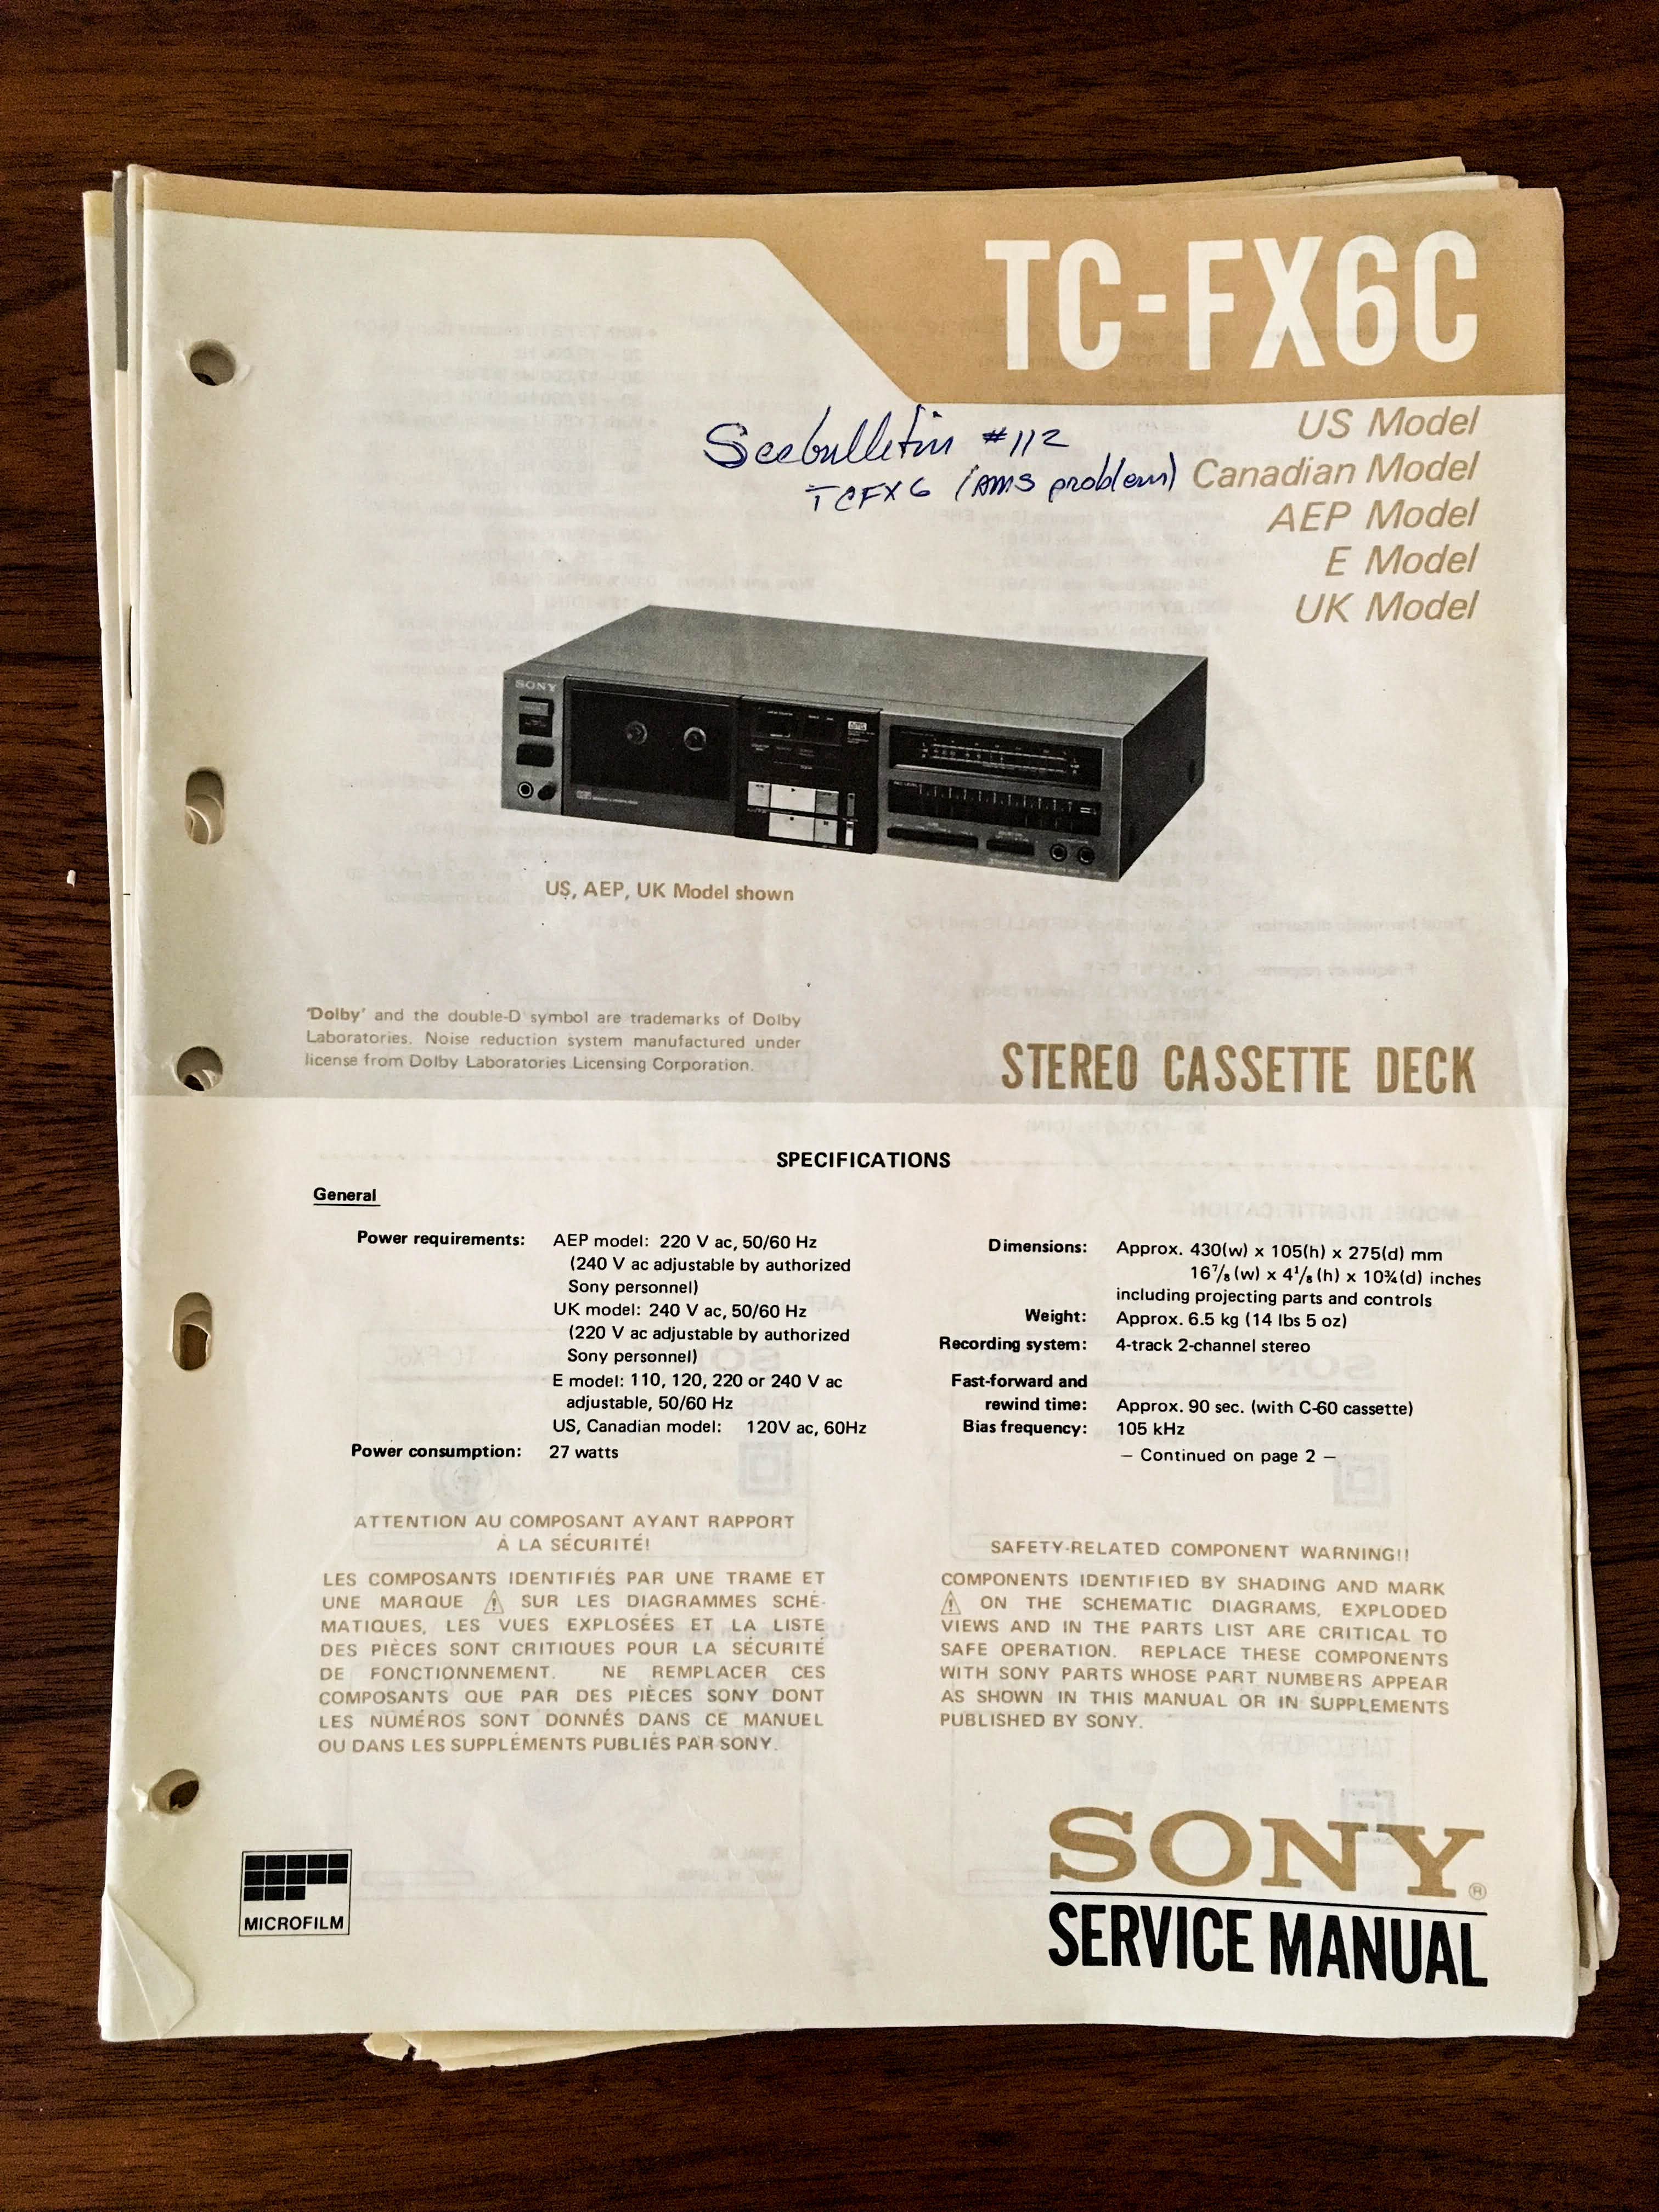 TC-FX6C
US Model
Canadian Model
AEP Model
E Model
UK Model
See bulletin #112
TCFX6 (AMS problem)
SONY
US, AEP, UK Model shown
'Dolby' and the double-D symbol are trademarks of Dolby
Laboratories. Noise reduction system manufactured under
license from Dolby Laboratories Licensing Corporation.
STEREO CASSETTE DECK
SPECIFICATIONS
General
Power requirements: AEP model: 220 V ac, 50/60 Hz
(240 V ac adjustable by authorized
Sony personnel)
UK model: 240 V ac, 50/60 Hz
(220 V ac adjustable by authorized
Sony personnel)
E model: 110, 120, 220 or 240 V ac
adjustable, 50/60 Hz
US, Canadian model: 120V ac, 60Hz
Power consumption: 27 watts
Dimensions: Approx. 430(w) x 105(h) x 275(d) mm
16⅞ (w) x 4⅛ (h) x 10¾(d) inches
including projecting parts and controls
Weight: Approx. 6.5 kg (14 lbs 5 oz)
Recording system: 4-track 2-channel stereo
Fast-forward and
rewind time: Approx. 90 sec. (with C-60 cassette)
Bias frequency: 105 kHz
— Continued on page 2 —
ATTENTION AU COMPOSANT AYANT RAPPORT
À LA SÉCURITÉ!
LES COMPOSANTS IDENTIFIÉS PAR UNE TRAME ET
UNE MARQUE ⚠ SUR LES DIAGRAMMES SCHÉ-
MATIQUES, LES VUES EXPLOSÉES ET LA LISTE
DES PIÈCES SONT CRITIQUES POUR LA SÉCURITÉ
DE FONCTIONNEMENT. NE REMPLACER CES
COMPOSANTS QUE PAR DES PIÈCES SONY DONT
LES NUMÉROS SONT DONNÉS DANS CE MANUEL
OU DANS LES SUPPLÉMENTS PUBLIÉS PAR SONY.
SAFETY-RELATED COMPONENT WARNING!!
COMPONENTS IDENTIFIED BY SHADING AND MARK
⚠ ON THE SCHEMATIC DIAGRAMS, EXPLODED
VIEWS AND IN THE PARTS LIST ARE CRITICAL TO
SAFE OPERATION. REPLACE THESE COMPONENTS
WITH SONY PARTS WHOSE PART NUMBERS APPEAR
AS SHOWN IN THIS MANUAL OR IN SUPPLEMENTS
PUBLISHED BY SONY.
MICROFILM
SONY®
SERVICE MANUAL